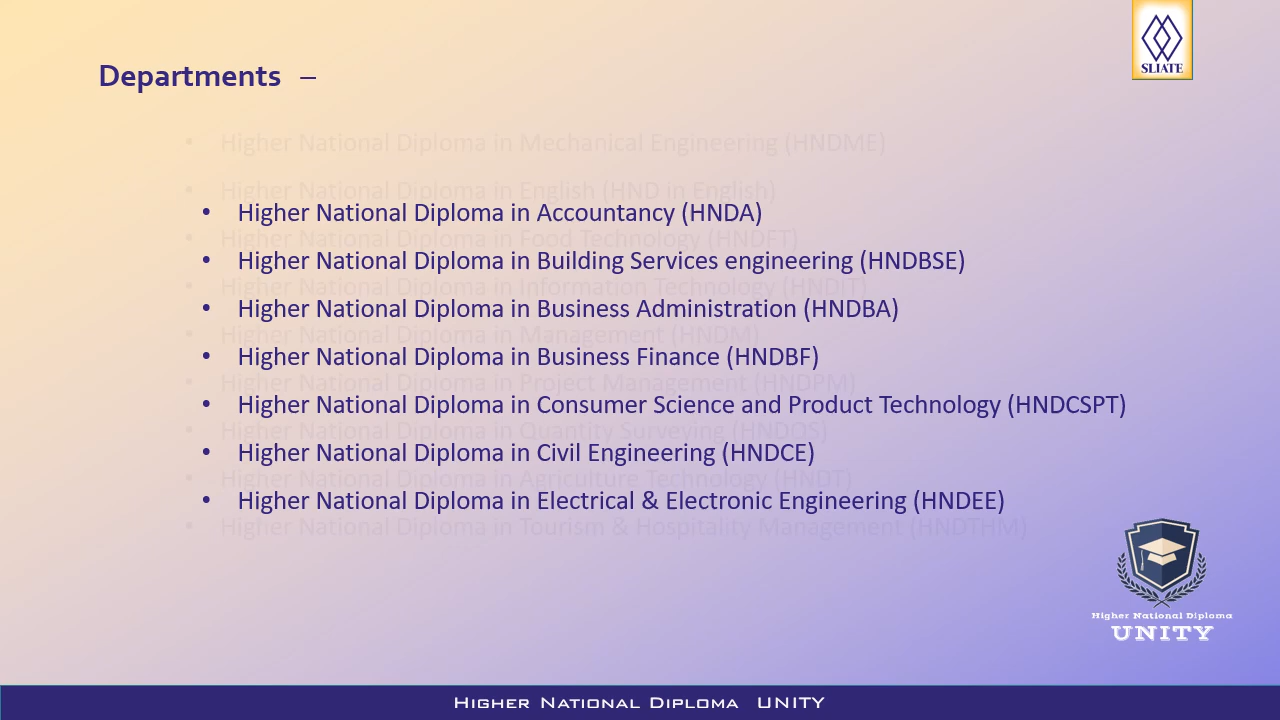 SLIATE
Departments –
• Higher National Diploma in Mechanical Engineering (HNDME)
• Higher National Diploma in English (HND in English)
• Higher National Diploma in Accountancy (HNDA)
• Higher National Diploma in Food Technology (HNDFT)
• Higher National Diploma in Building Services engineering (HNDBSE)
• Higher National Diploma in Information Technology (HNDIT)
• Higher National Diploma in Business Administration (HNDBA)
• Higher National Diploma in Management (HNDM)
• Higher National Diploma in Business Finance (HNDBF)
• Higher National Diploma in Project Management (HNDPM)
• Higher National Diploma in Consumer Science and Product Technology (HNDCSPT)
• Higher National Diploma in Quantity Surveying (HNDQS)
• Higher National Diploma in Civil Engineering (HNDCE)
• Higher National Diploma in Agriculture Technology (HNDT)
• Higher National Diploma in Electrical & Electronic Engineering (HNDEE)
• Higher National Diploma in Tourism & Hospitality Management (HNDTHM)
Higher National Diploma
UNITY
Higher National Diploma UNITY